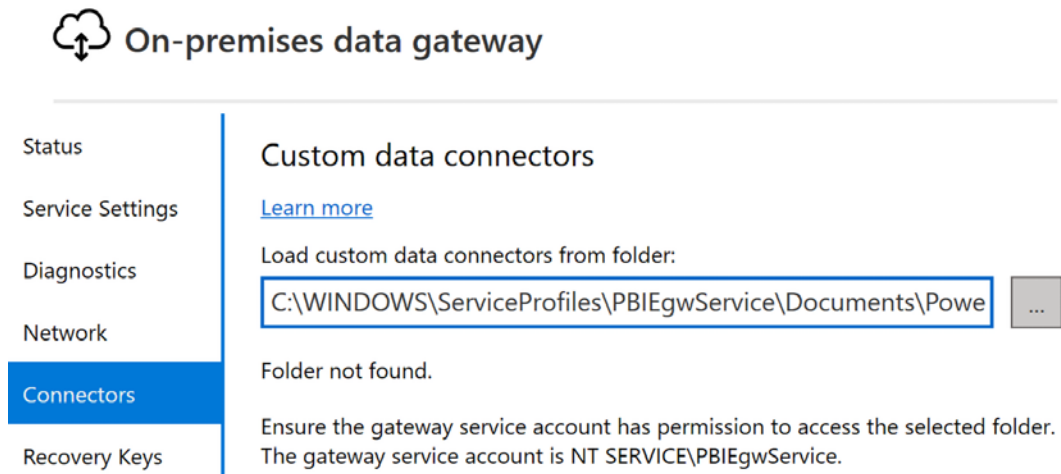 On-premises data gateway
Status
Service Settings
Diagnostics
Network
Connectors
Recovery Keys
Custom data connectors
Learn more
Load custom data connectors from folder:
C:\WINDOWS\ServiceProfiles\PBIEgwService\Documents\Powe
...
Folder not found.
Ensure the gateway service account has permission to access the selected folder.
The gateway service account is NT SERVICE\PBIEgwService.